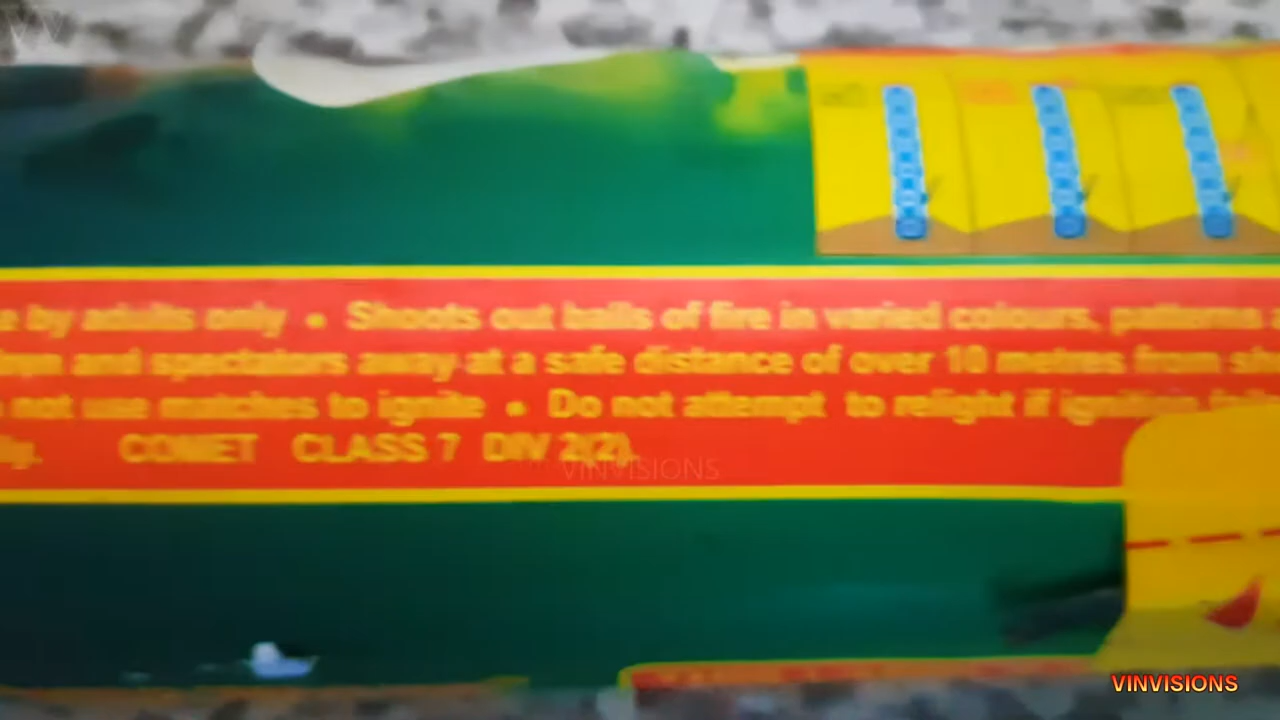 e by adults only • Shoots out balls of fire in varied colours, patterns a
and spectators away at a safe distance of over 10 metres from sh
not use matches to ignite • Do not attempt to relight if ignition
ly. COMET CLASS 7 DIV 2(2).
VINVISIONS
VINVISIONS